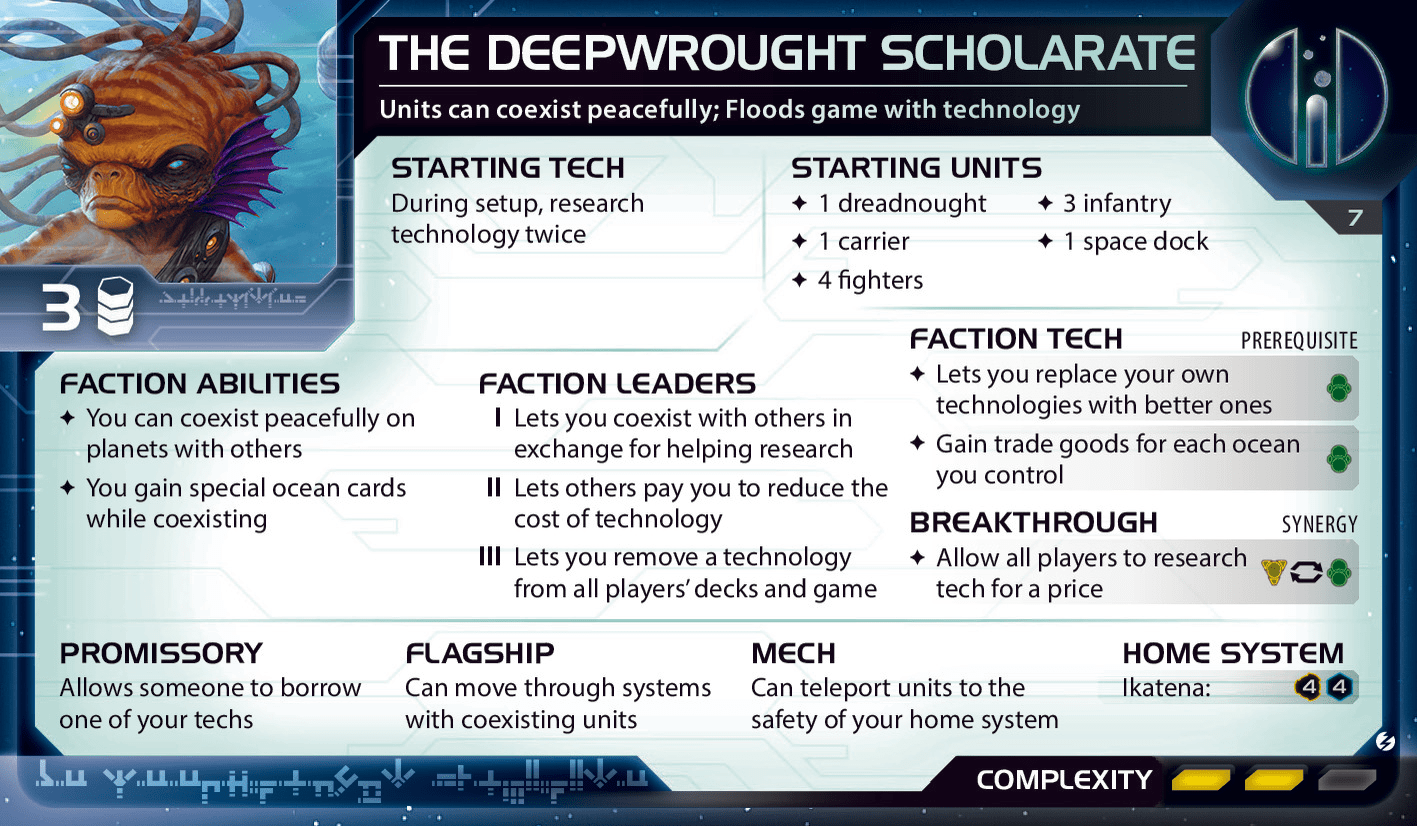 THE DEEPWROUGHT SCHOLARATE
Units can coexist peacefully; Floods game with technology
7
3
STARTING TECH
During setup, research
technology twice
STARTING UNITS
✦ 1 dreadnought
✦ 1 carrier
✦ 4 fighters
✦ 3 infantry
✦ 1 space dock
FACTION ABILITIES
✦ You can coexist peacefully on
planets with others
✦ You gain special ocean cards
while coexisting
FACTION LEADERS
I Lets you coexist with others in
exchange for helping research
II Lets others pay you to reduce the
cost of technology
III Lets you remove a technology
from all players' decks and game
FACTION TECH PREREQUISITE
✦ Lets you replace your own
technologies with better ones
✦ Gain trade goods for each ocean
you control
BREAKTHROUGH SYNERGY
✦ Allow all players to research
tech for a price
PROMISSORY
Allows someone to borrow
one of your techs
FLAGSHIP
Can move through systems
with coexisting units
MECH
Can teleport units to the
safety of your home system
HOME SYSTEM
Ikatena: 4 4
COMPLEXITY